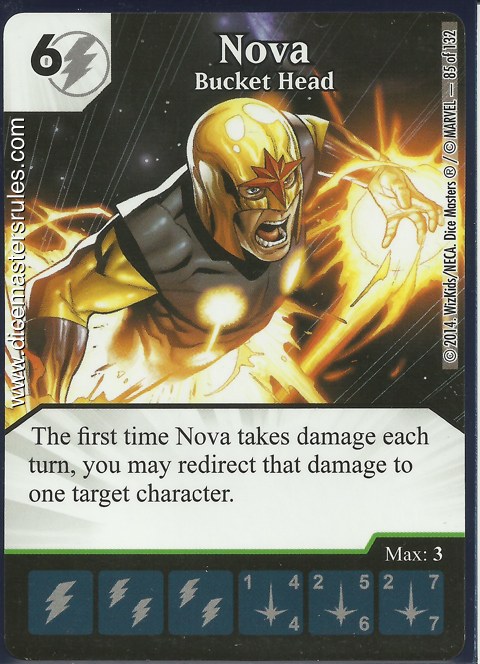 6
Nova
Bucket Head
www.dicemastersrules.com
©2014. WizKids/NECA. Dice Masters ® / © MARVEL — 85 of 132
The first time Nova takes damage each
turn, you may redirect that damage to
one target character.
Max: 3
1 4
4
2 5
6
2 7
7